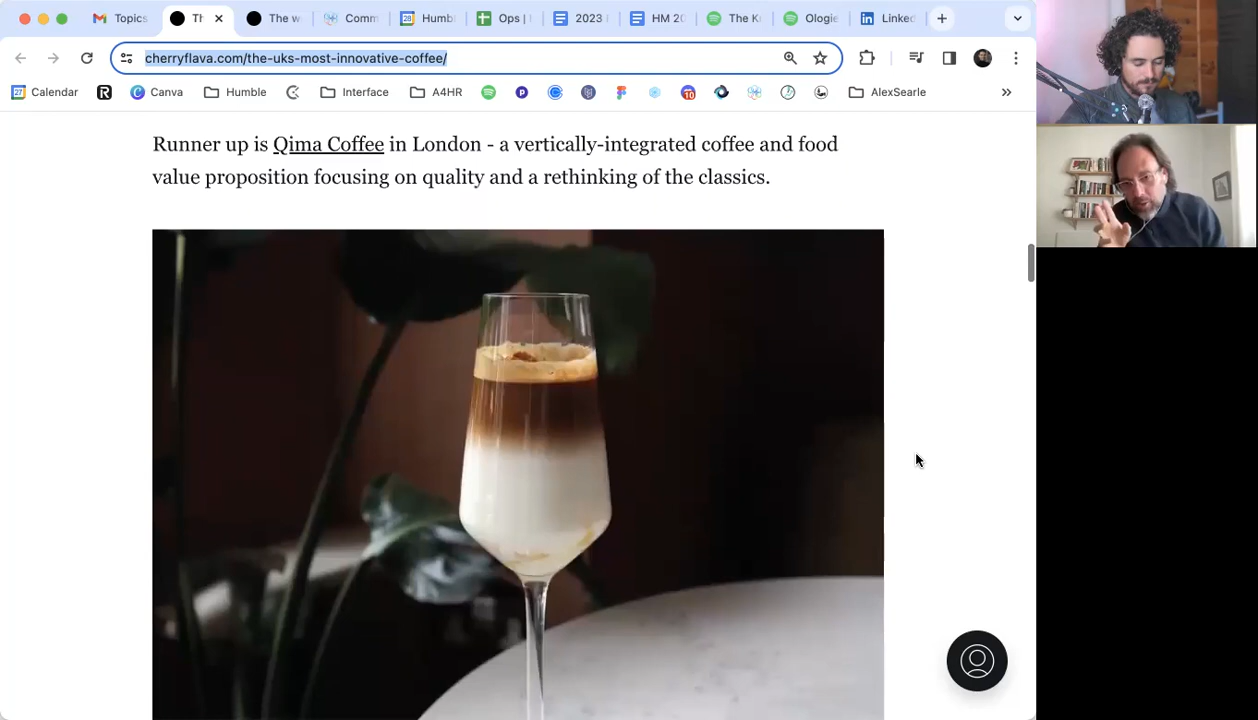 Topics
Th
The w
Comm
Humbl
Ops |
2023
HM 20
The K
Ologie
Linked
cherryflava.com/the-uks-most-innovative-coffee/
Calendar
Canva
Humble
Interface
A4HR
AlexSearle
Runner up is Qima Coffee in London - a vertically-integrated coffee and food
value proposition focusing on quality and a rethinking of the classics.